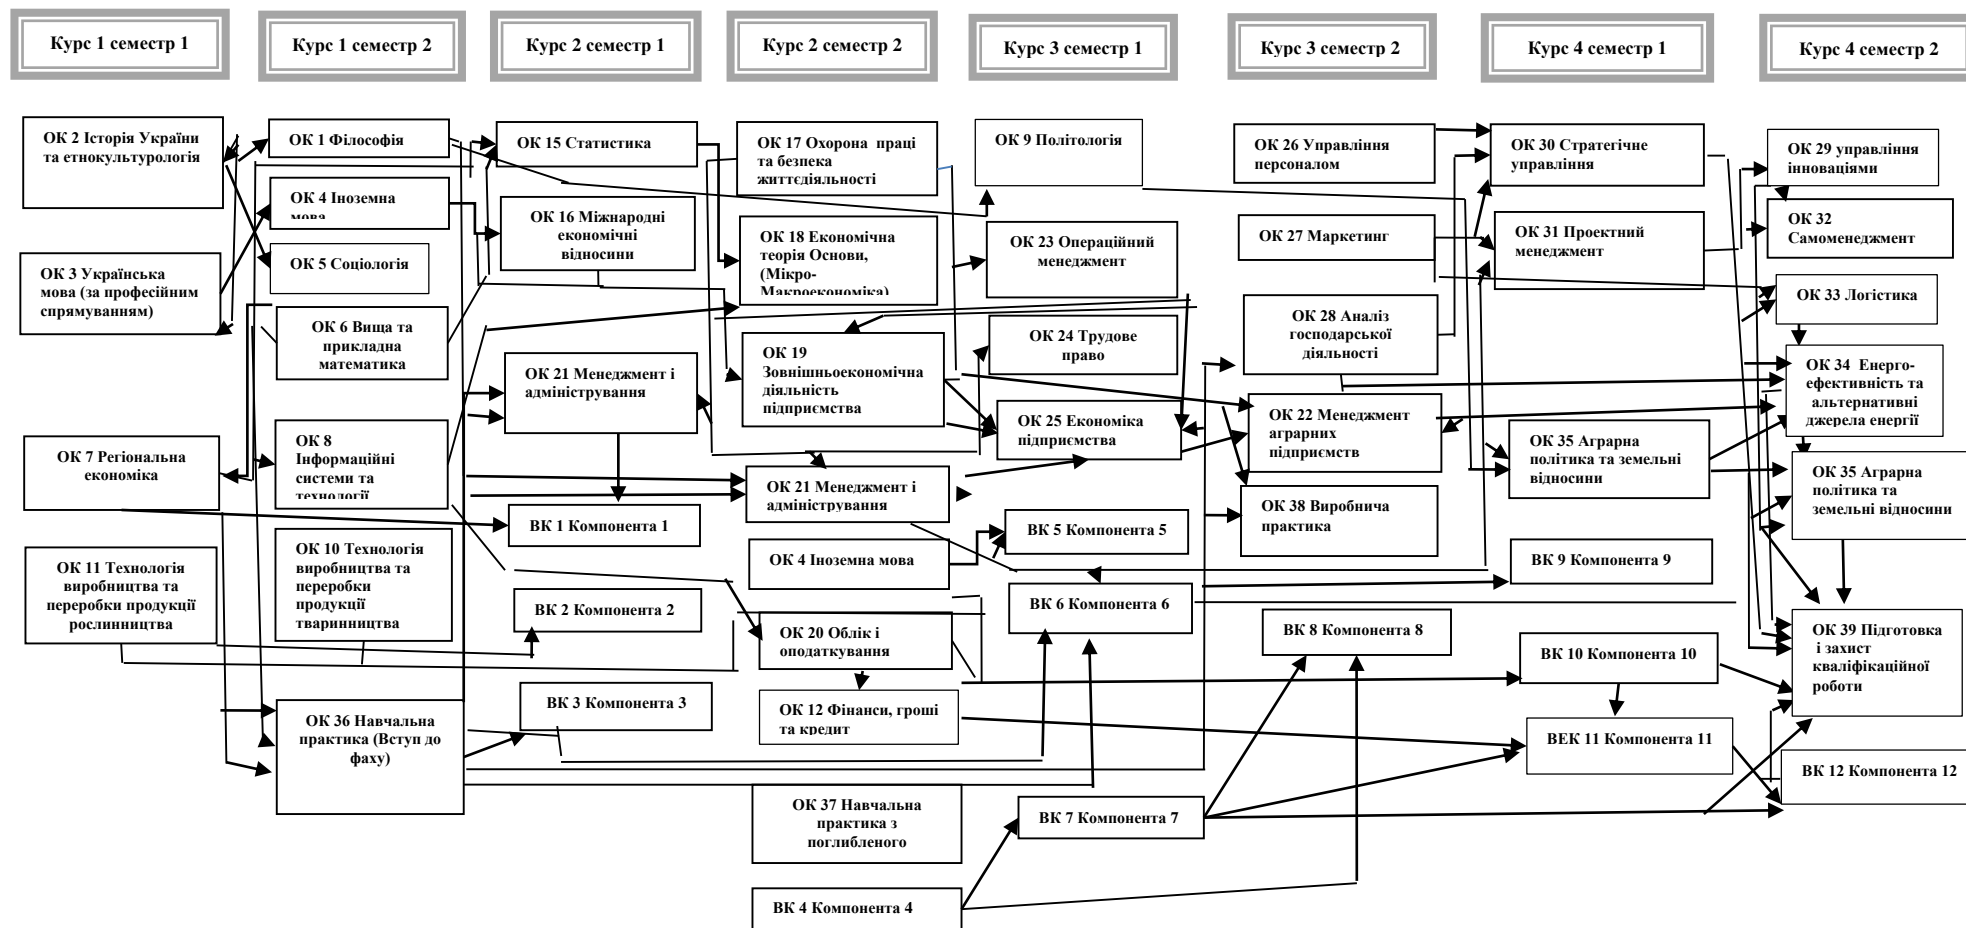 Курс 1 семестр 1
Курс 1 семестр 2
Курс 2 семестр 1
Курс 2 семестр 2
Курс 3 семестр 1
Курс 3 семестр 2
Курс 4 семестр 1
Курс 4 семестр 2
ОК 2 Історія України
та етнокультурологія
ОК 3 Українська
мова (за професійним
спрямуванням)
ОК 7 Регіональна
економіка
ОК 11 Технологія
виробництва та
переробки продукції
рослинництва
ОК 1 Філософія
ОК 4 Іноземна
мова
ОК 5 Соціологія
ОК 6 Вища та
прикладна
математика
ОК 8
Інформаційні
системи та
технології
ОК 10 Технологія
виробництва та
переробки
продукції
тваринництва
ОК 36 Навчальна
практика (Вступ до
фаху)
ОК 15 Статистика
ОК 16 Міжнародні
економічні
відносини
ОК 21 Менеджмент і
адміністрування
ВК 1 Компонента 1
ВК 2 Компонента 2
ВК 3 Компонента 3
ОК 17 Охорона праці
та безпека
життєдіяльності
ОК 18 Економічна
теорія Основи,
(Мікро-
Макроекономіка)
ОК 19
Зовнішньоекономічна
діяльність
підприємства
ОК 21 Менеджмент і
адміністрування
ОК 4 Іноземна мова
ОК 20 Облік і
оподаткування
ОК 12 Фінанси, гроші
та кредит
ОК 37 Навчальна
практика з
поглибленого
ВК 4 Компонента 4
ОК 9 Політологія
ОК 23 Операційний
менеджмент
ОК 24 Трудове
право
ОК 25 Економіка
підприємства
ВК 5 Компонента 5
ВК 6 Компонента 6
ВК 7 Компонента 7
ОК 26 Управління
персоналом
ОК 27 Маркетинг
ОК 28 Аналіз
господарської
діяльності
ОК 22 Менеджмент
аграрних
підприємств
ОК 38 Виробнича
практика
ВК 8 Компонента 8
ОК 30 Стратегічне
управління
ОК 31 Проектний
менеджмент
ОК 35 Аграрна
політика та земельні
відносини
ВК 9 Компонента 9
ВК 10 Компонента 10
ВЕК 11 Компонента 11
ОК 29 управління
інноваціями
ОК 32
Самоменеджмент
ОК 33 Логістика
ОК 34 Енерго-
ефективність та
альтернативні
джерела енергії
ОК 35 Аграрна
політика та
земельні відносини
ОК 39 Підготовка
і захист
кваліфікаційної
роботи
ВК 12 Компонента 12